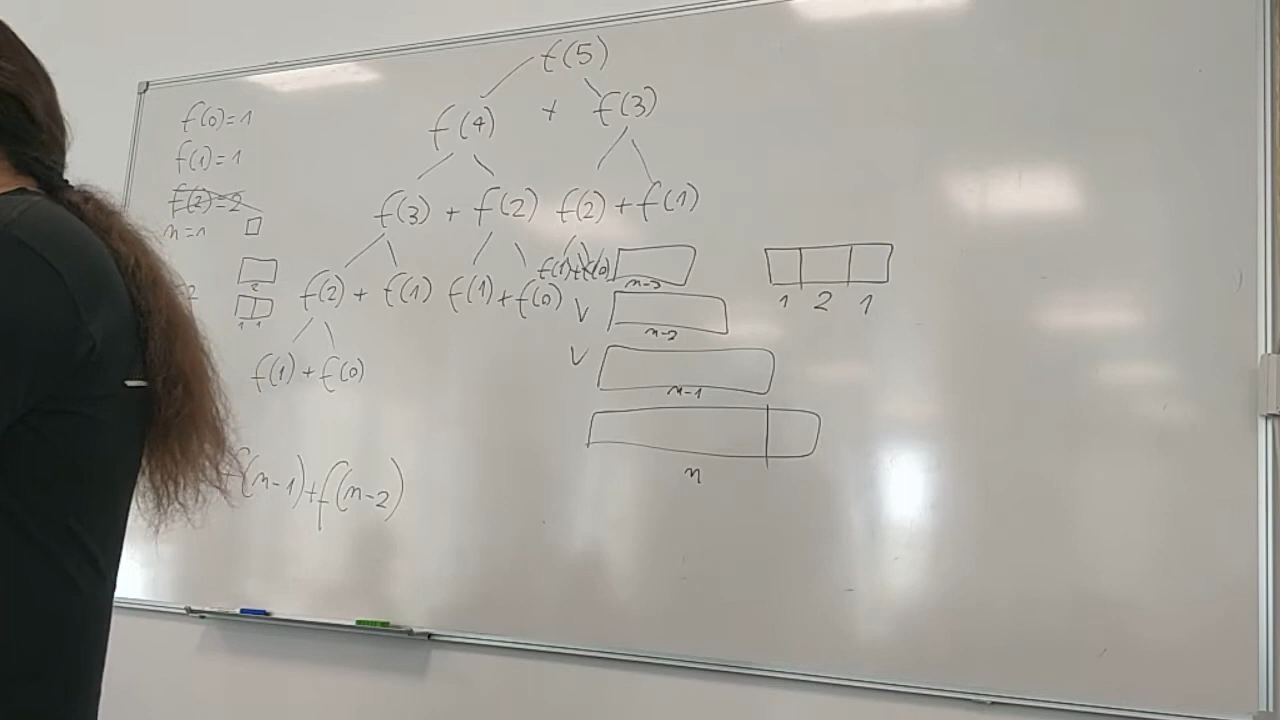 f(5)
f(4) + f(3)
f(3) + f(2) f(2) + f(1)
f(2) + f(1) f(1) + f(0) f(1)+f(0)
f(1) + f(0)
f(0)=1
f(1)=1
f(2)=2
n=1
2
2
1 1
f(n-1)+f(n-2)
V
n-2
V
n-1
n
1 2 1